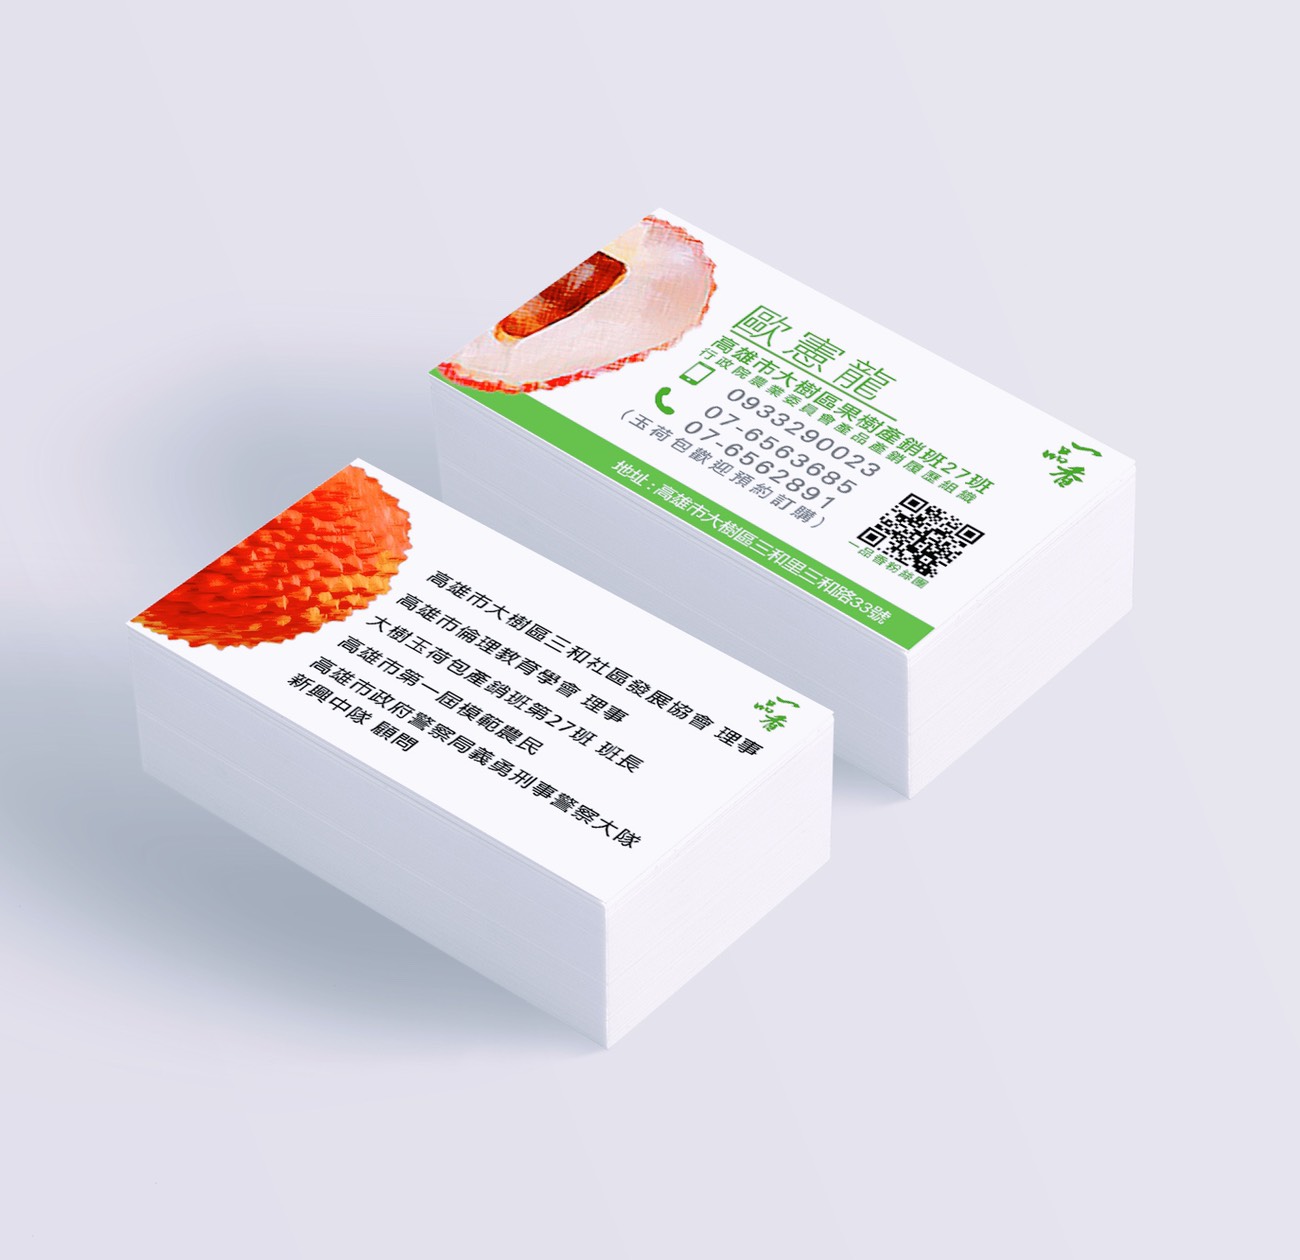 歐憲龍
高雄市大樹區果樹產銷班27班
行政院農業委員會產品產銷履歷組織
0933290023
07-6563685
07-6562891
(玉荷包歡迎預約訂購)
一品香
一品香粉絲團
地址:高雄市大樹區三和里三和路33號
高雄市大樹區三和社區發展協會 理事
高雄市倫理教育學會 理事
大樹玉荷包產銷班第27班 班長
高雄市第一屆模範農民
高雄市政府警察局義勇刑事警察大隊
新興中隊 顧問
一品香